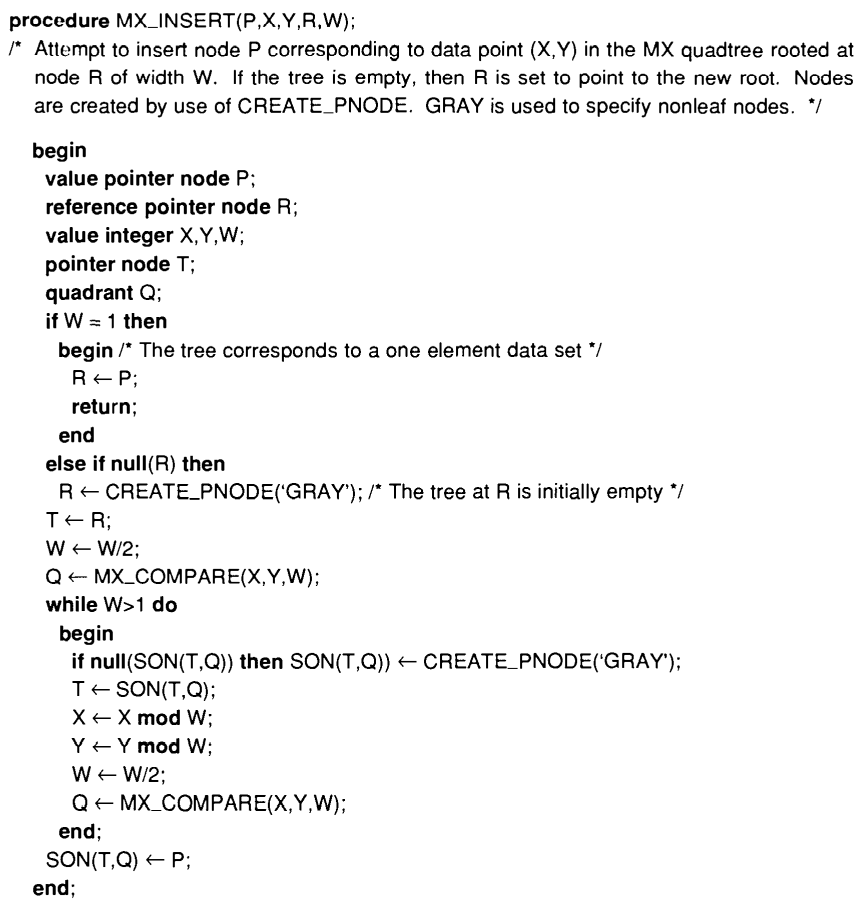 procedure MX_INSERT(P,X,Y,R,W);
/* Attempt to insert node P corresponding to data point (X,Y) in the MX quadtree rooted at
node R of width W. If the tree is empty, then R is set to point to the new root. Nodes
are created by use of CREATE_PNODE. GRAY is used to specify nonleaf nodes. */
begin
value pointer node P;
reference pointer node R;
value integer X,Y,W;
pointer node T;
quadrant Q;
if W = 1 then
begin /* The tree corresponds to a one element data set */
R ← P;
return;
end
else if null(R) then
R ← CREATE_PNODE('GRAY'); /* The tree at R is initially empty */
T ← R;
W ← W/2;
Q ← MX_COMPARE(X,Y,W);
while W>1 do
begin
if null(SON(T,Q)) then SON(T,Q)) ← CREATE_PNODE('GRAY');
T ← SON(T,Q);
X ← X mod W;
Y ← Y mod W;
W ← W/2;
Q ← MX_COMPARE(X,Y,W);
end;
SON(T,Q) ← P;
end;